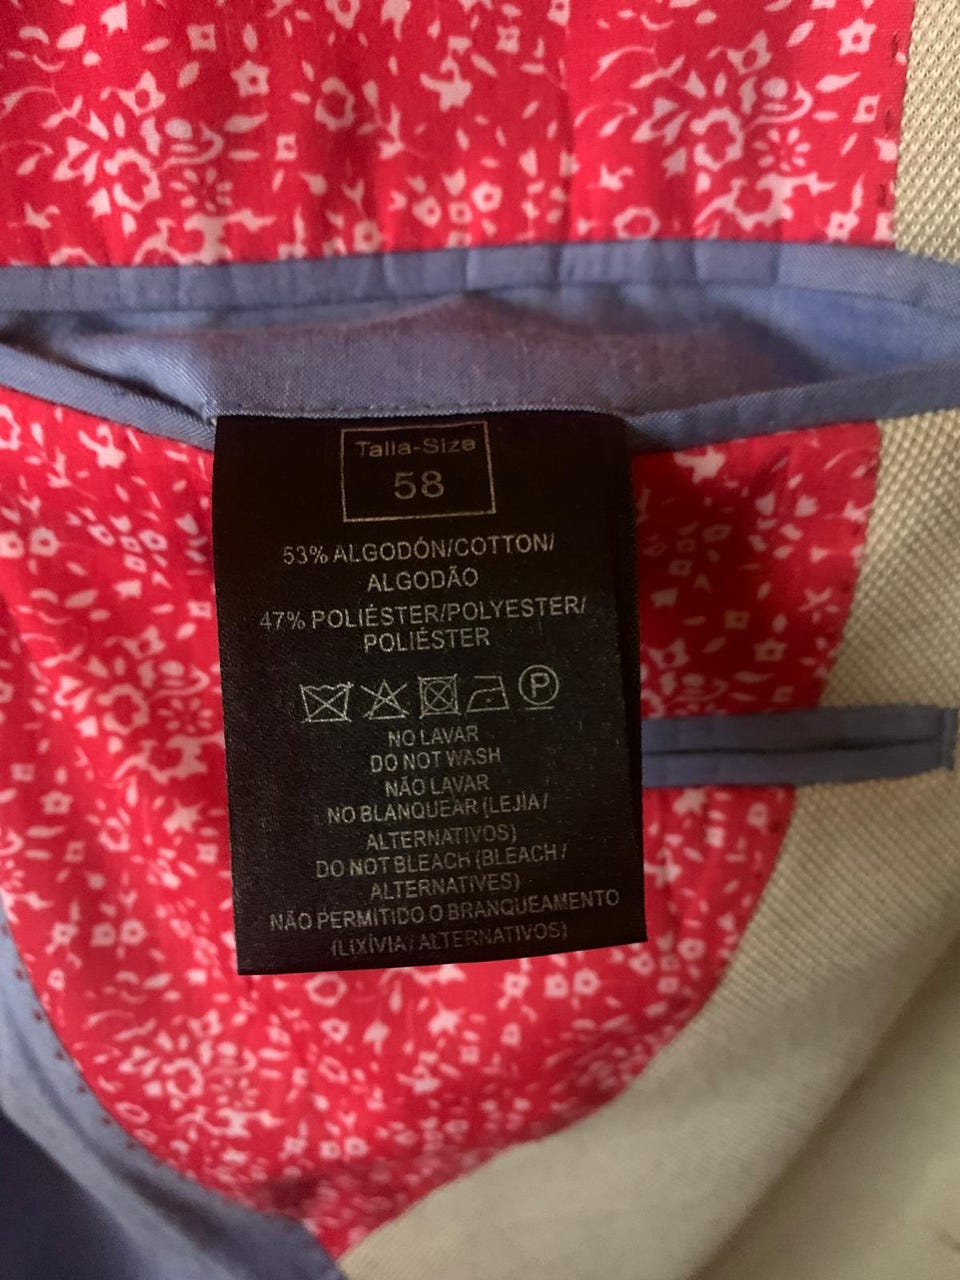 Talla-Size
58
53% ALGODÓN/COTTON/
ALGODÃO
47% POLIÉSTER/POLYESTER/
POLIÉSTER
P
NO LAVAR
DO NOT WASH
NÃO LAVAR
NO BLANQUEAR (LEJÍA/
ALTERNATIVOS)
DO NOT BLEACH (BLEACH/
ALTERNATIVES)
NÃO PERMITIDO O BRANQUEAMENTO
(LIXÍVIA/ALTERNATIVOS)